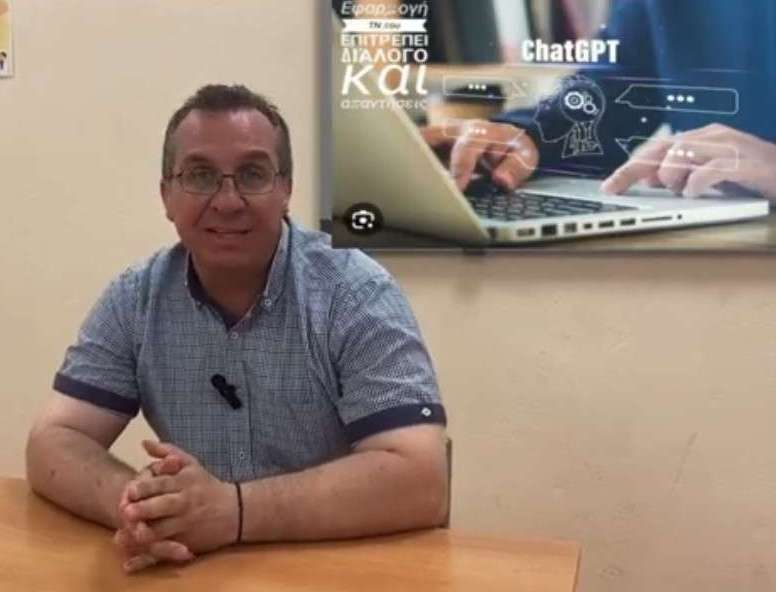 Εφαρμογή
ΤΝ που
ΕΠΙΤΡΕΠΕΙ
ΔΙΑΛΟΓΟ
και
απαντήσεις
ChatGPT